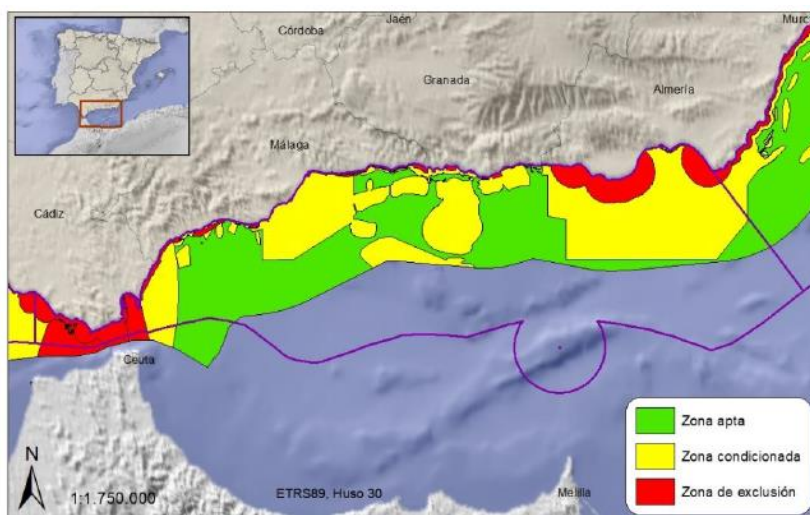 Jaén
Murc
Córdoba
Granada
Almería
Málaga
Cádiz
Ceuta
Zona apta
Zona condicionada
Zona de exclusión
N
1:1.750.000
ETRS89, Huso 30
Melilla